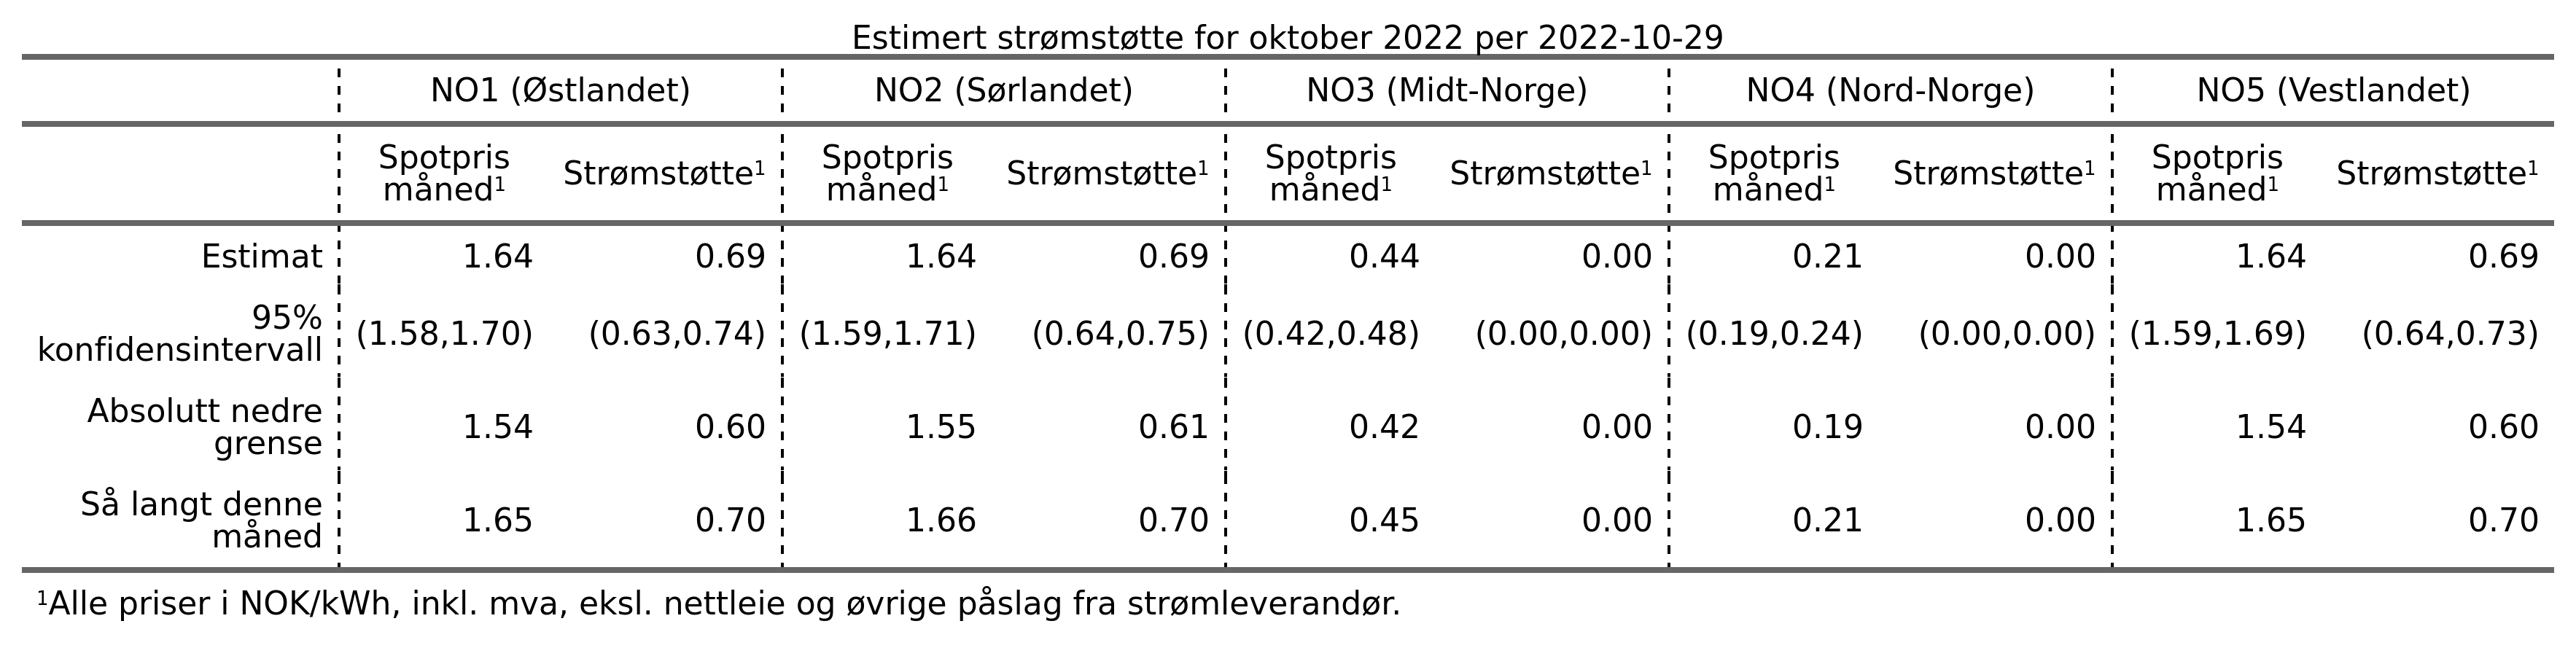 Estimert strømstøtte for oktober 2022 per 2022-10-29
NO1 (Østlandet) NO2 (Sørlandet) NO3 (Midt-Norge) NO4 (Nord-Norge) NO5 (Vestlandet)
Spotpris måned¹ Strømstøtte¹ Spotpris måned¹ Strømstøtte¹ Spotpris måned¹ Strømstøtte¹ Spotpris måned¹ Strømstøtte¹ Spotpris måned¹ Strømstøtte¹
Estimat 1.64 0.69 1.64 0.69 0.44 0.00 0.21 0.00 1.64 0.69
95% konfidensintervall (1.58,1.70) (0.63,0.74) (1.59,1.71) (0.64,0.75) (0.42,0.48) (0.00,0.00) (0.19,0.24) (0.00,0.00) (1.59,1.69) (0.64,0.73)
Absolutt nedre grense 1.54 0.60 1.55 0.61 0.42 0.00 0.19 0.00 1.54 0.60
Så langt denne måned 1.65 0.70 1.66 0.70 0.45 0.00 0.21 0.00 1.65 0.70
¹Alle priser i NOK/kWh, inkl. mva, eksl. nettleie og øvrige påslag fra strømleverandør.